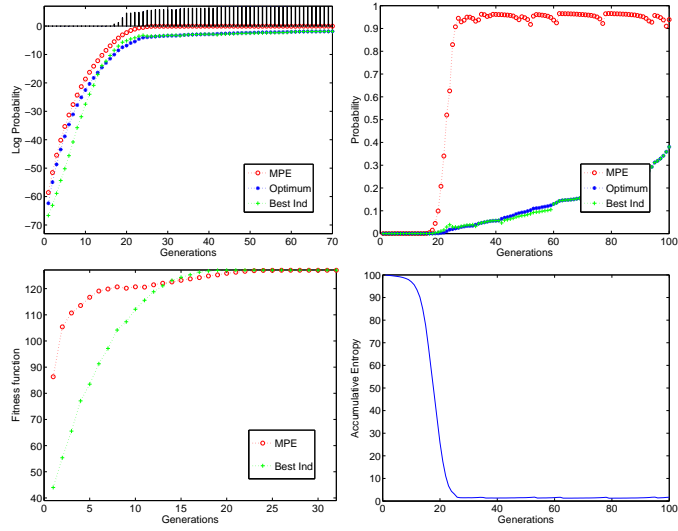 0
−10
−20
−30
−40
−50
−60
−70
Log Probability
0 10 20 30 40 50 60 70
Generations
MPE
Optimum
Best Ind
1
0.9
0.8
0.7
0.6
0.5
0.4
0.3
0.2
0.1
0
Probability
0 20 40 60 80 100
Generations
MPE
Optimum
Best Ind
120
110
100
90
80
70
60
50
40
Fitness function
0 5 10 15 20 25 30
Generations
MPE
Best Ind
100
90
80
70
60
50
40
30
20
10
0
Accumulative Entropy
0 20 40 60 80 100
Generations